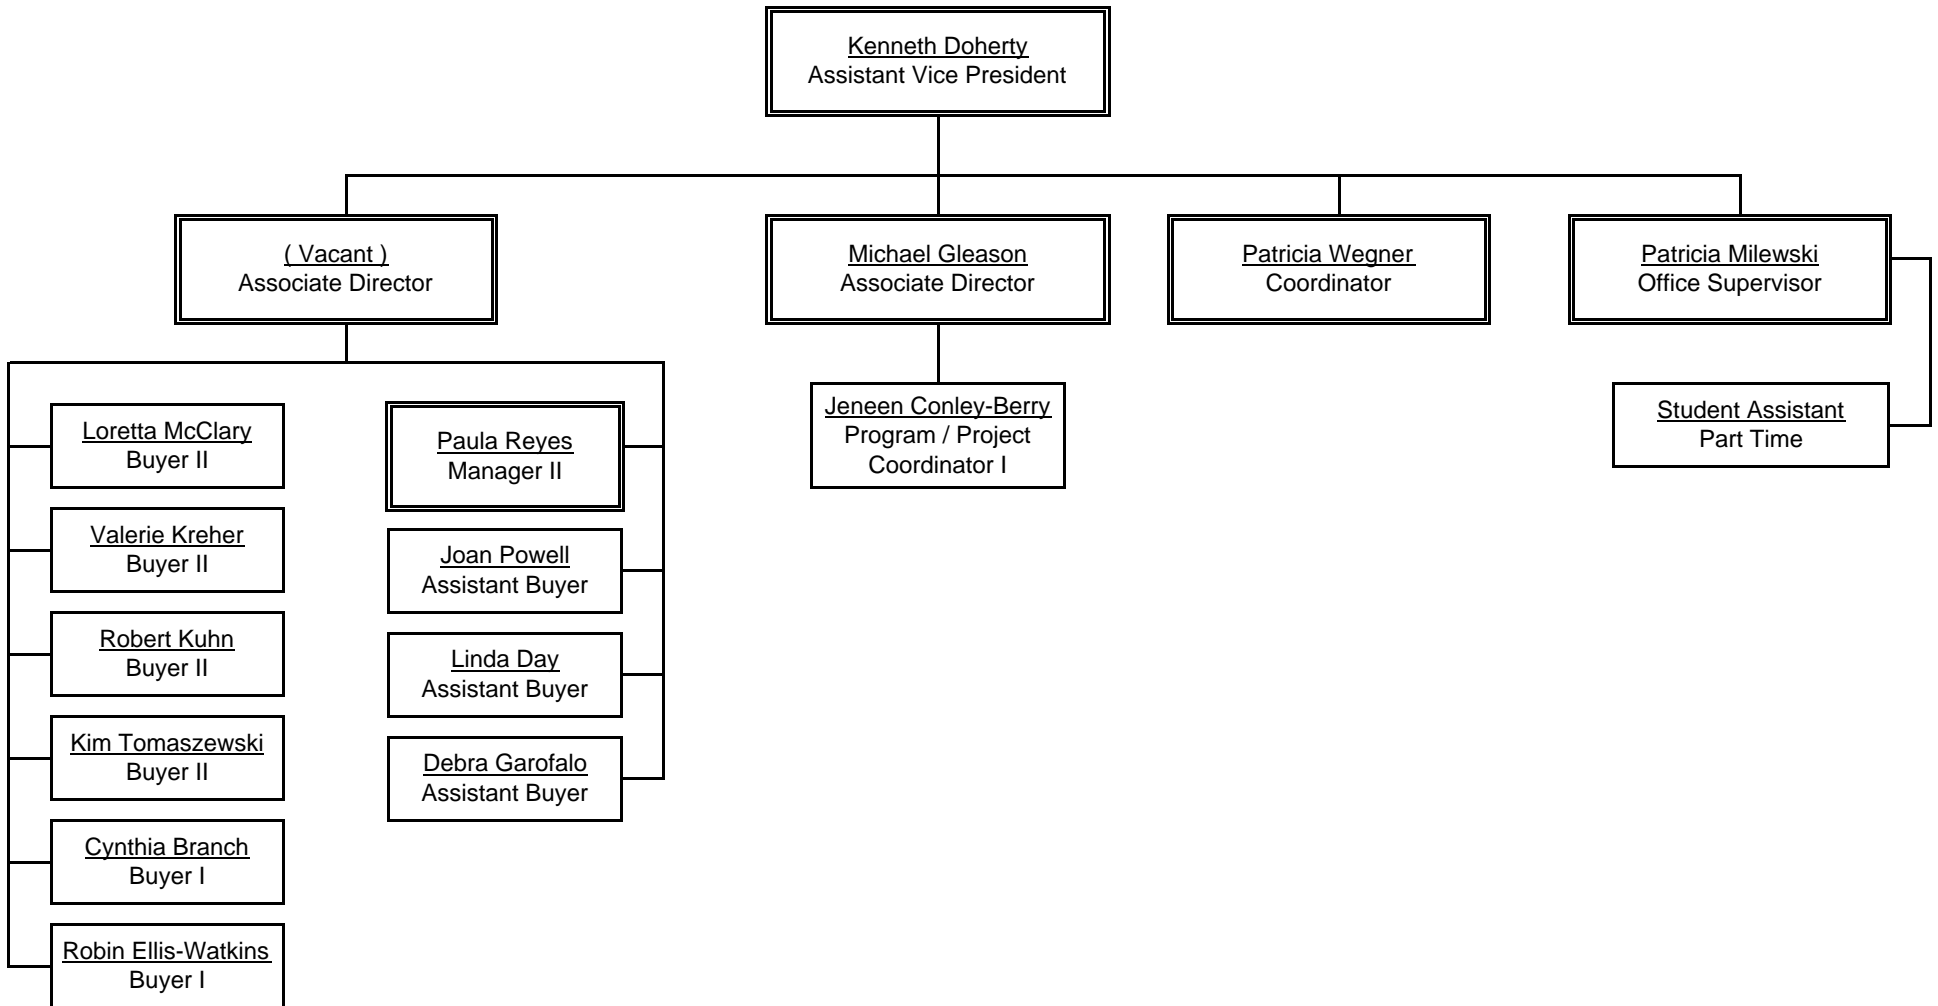 Kenneth Doherty
Assistant Vice President
( Vacant )
Associate Director
Michael Gleason
Associate Director
Patricia Wegner
Coordinator
Patricia Milewski
Office Supervisor
Loretta McClary
Buyer II
Valerie Kreher
Buyer II
Robert Kuhn
Buyer II
Kim Tomaszewski
Buyer II
Cynthia Branch
Buyer I
Robin Ellis-Watkins
Buyer I
Paula Reyes
Manager II
Joan Powell
Assistant Buyer
Linda Day
Assistant Buyer
Debra Garofalo
Assistant Buyer
Jeneen Conley-Berry
Program / Project
Coordinator I
Student Assistant
Part Time